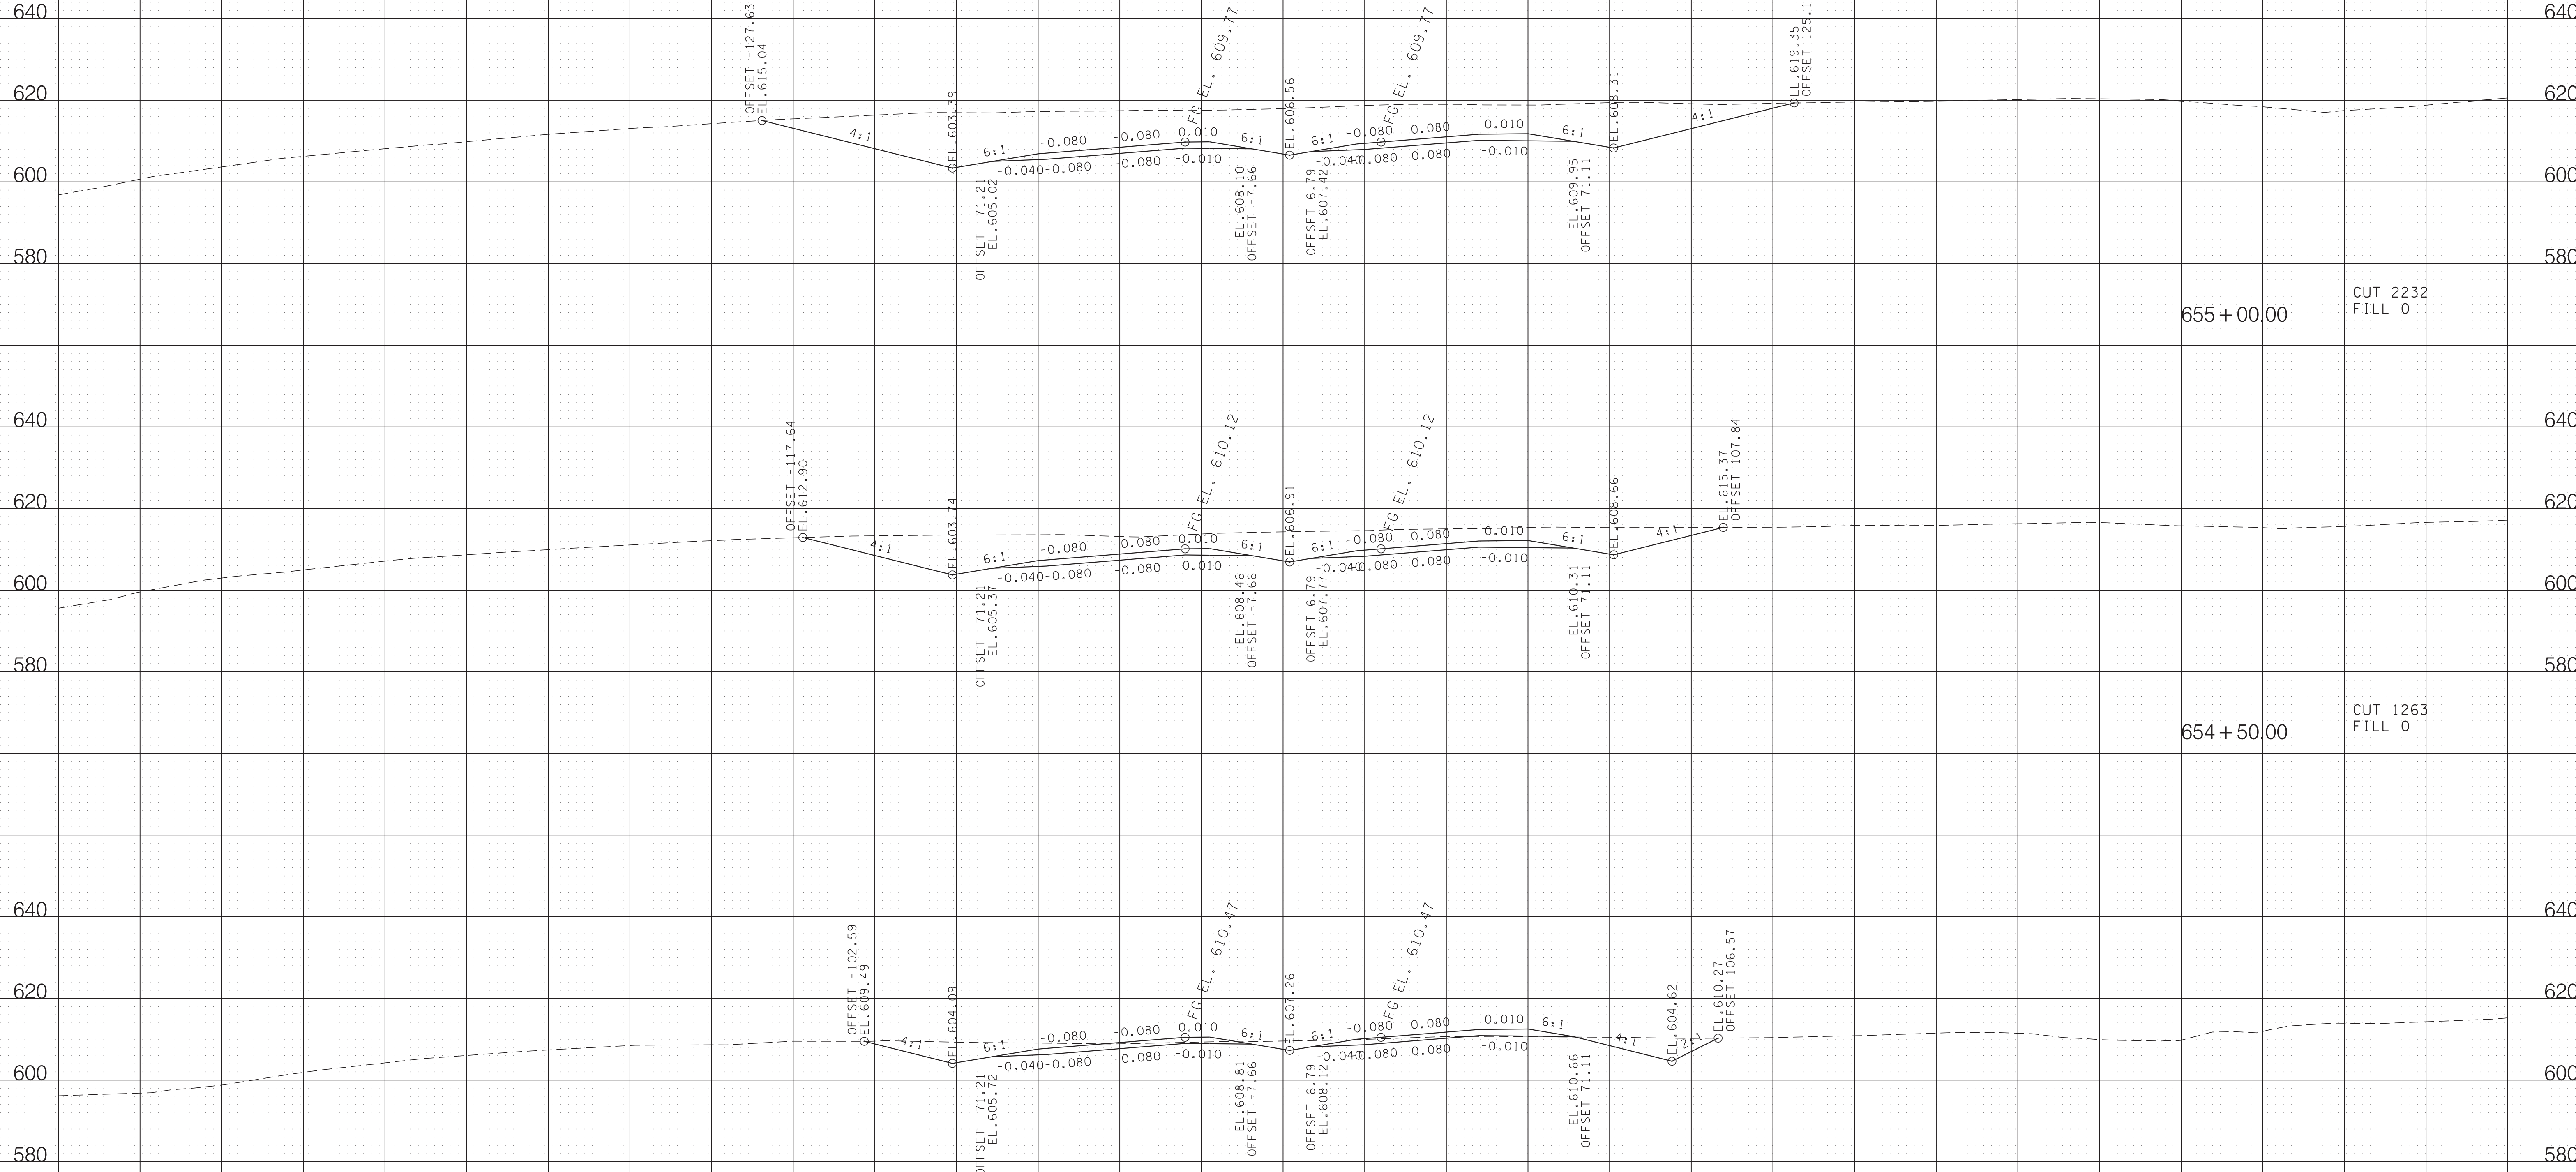 640 640
OFFSET -127.63
EL.615.04
FG EL. 609.77
FG EL. 609.77
EL.619.35
OFFSET 125.1
620 620
EL.603.39
EL.606.56
EL.608.31
4:1 6:1 -0.080 -0.080 0.010 6:1 6:1 -0.080 0.080 0.010 6:1 4:1
-0.040 -0.080 -0.080 -0.010 -0.040 0.080 0.080 -0.010
600 600
OFFSET -71.21
EL.605.02
EL.608.10
OFFSET -7.66
OFFSET 6.79
EL.607.42
EL.609.95
OFFSET 71.11
580 580
CUT 2232
FILL 0
655+00.00
640 640
OFFSET -117.64
EL.612.90
FG EL. 610.12
FG EL. 610.12
EL.615.37
OFFSET 107.84
620 620
EL.603.74
EL.606.91
EL.608.66
4:1 6:1 -0.080 -0.080 0.010 6:1 6:1 -0.080 0.080 0.010 6:1 4:1
-0.040 -0.080 -0.080 -0.010 -0.040 0.080 0.080 -0.010
600 600
OFFSET -71.21
EL.605.37
EL.608.46
OFFSET -7.66
OFFSET 6.79
EL.607.77
EL.610.31
OFFSET 71.11
580 580
CUT 1263
FILL 0
654+50.00
640 640
OFFSET -102.59
EL.609.49
FG EL. 610.47
FG EL. 610.47
EL.610.27
OFFSET 106.57
620 620
EL.604.09
EL.607.26
EL.604.62
4:1 6:1 -0.080 -0.080 0.010 6:1 6:1 -0.080 0.080 0.010 6:1 4:1 2:1
-0.040 -0.080 -0.080 -0.010 -0.040 0.080 0.080 -0.010
600 600
OFFSET -71.21
EL.605.72
EL.608.81
OFFSET -7.66
OFFSET 6.79
EL.608.12
EL.610.66
OFFSET 71.11
580 580